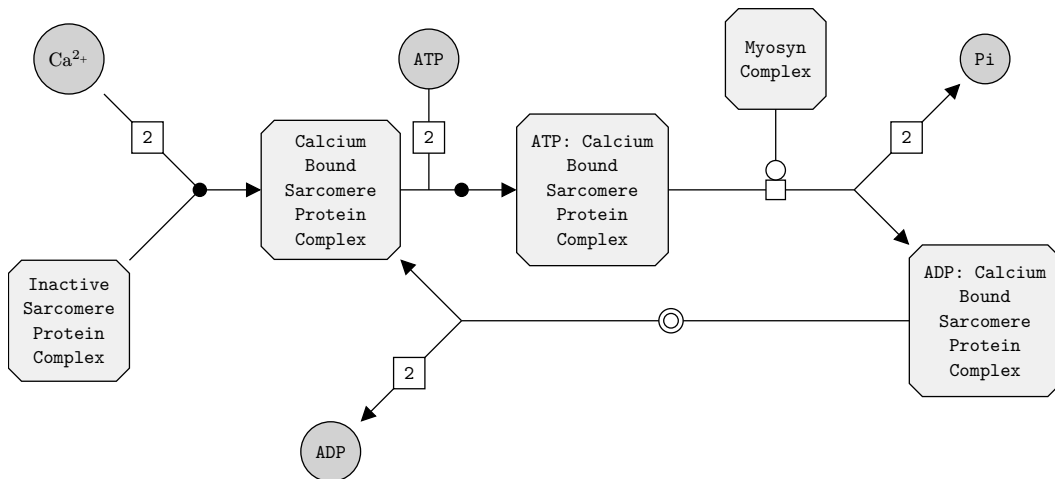 Ca2+
ATP
Myosyn
Complex
Pi
2
2
2
Calcium
Bound
Sarcomere
Protein
Complex
ATP: Calcium
Bound
Sarcomere
Protein
Complex
Inactive
Sarcomere
Protein
Complex
ADP: Calcium
Bound
Sarcomere
Protein
Complex
2
ADP